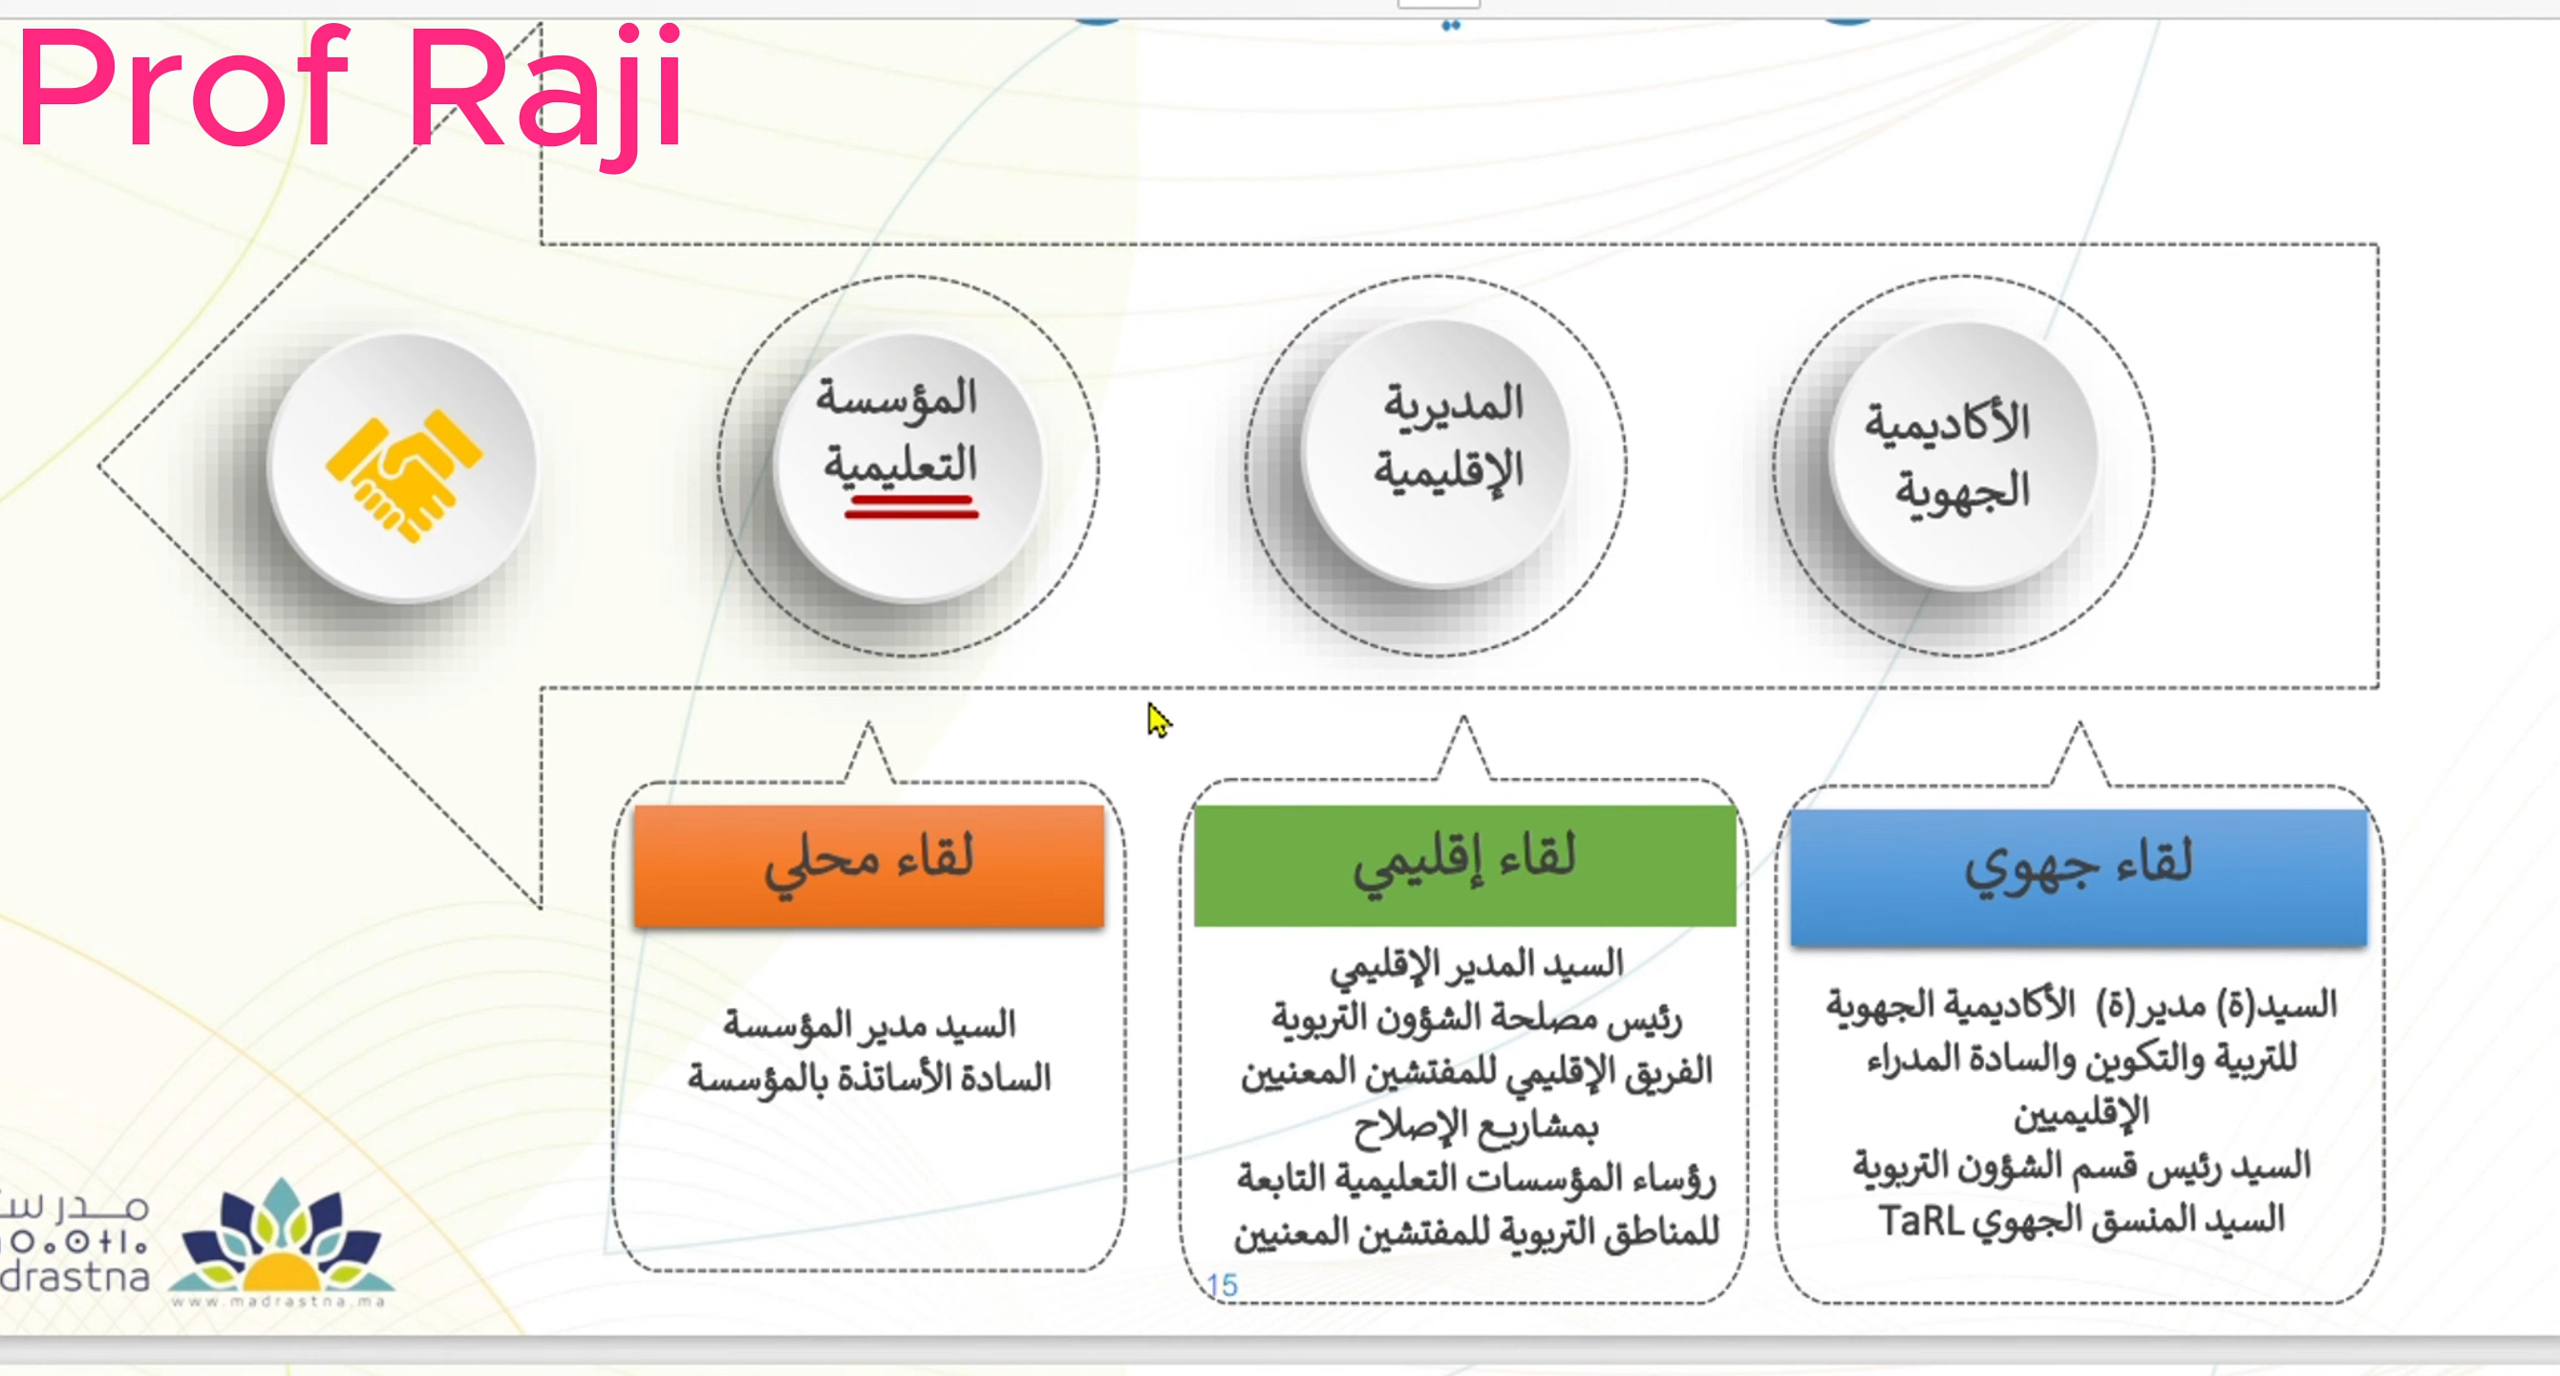 Prof Raji
الأكاديمية
الجهوية
المديرية
الإقليمية
المؤسسة
التعليمية
لقاء جهوي
السيد(ة) مدير(ة) الأكاديمية الجهوية
للتربية والتكوين والسادة المدراء
الإقليميين
السيد رئيس قسم الشؤون التربوية
السيد المنسق الجهوي TaRL
لقاء إقليمي
السيد المدير الإقليمي
رئيس مصلحة الشؤون التربوية
الفريق الإقليمي للمفتشين المعنيين
بمشاريع الإصلاح
رؤساء المؤسسات التعليمية التابعة
للمناطق التربوية للمفتشين المعنيين
15
لقاء محلي
السيد مدير المؤسسة
السادة الأساتذة بالمؤسسة
www.madrastna.ma